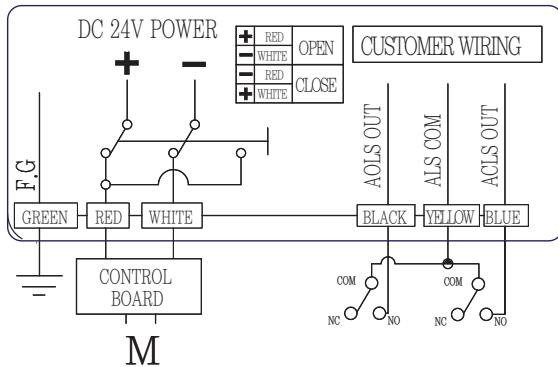 DC 24V POWER
+ −
+ RED OPEN
− WHITE
− RED CLOSE
+ WHITE
CUSTOMER WIRING
F.G
AOLS OUT
ALS COM
ACLS OUT
GREEN RED WHITE BLACK YELLOW BLUE
CONTROL
BOARD
M
COM COM
NC NO NC NO